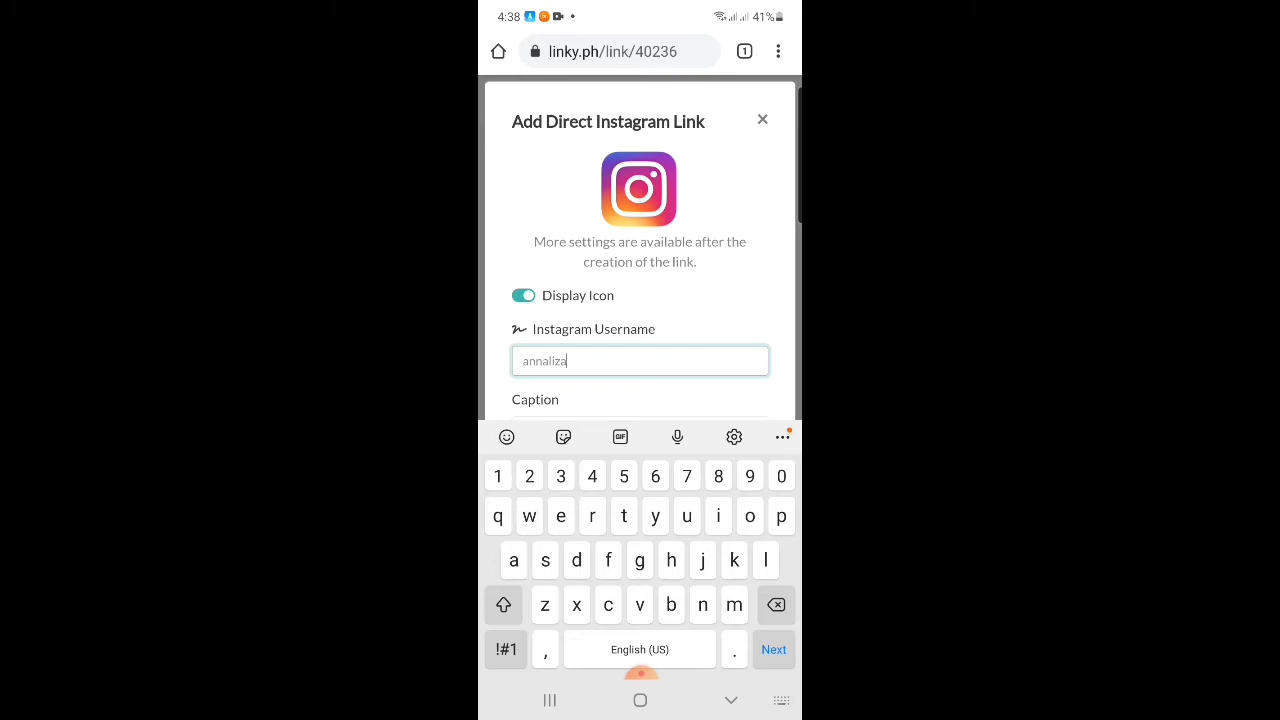 4:38 41%
linky.ph/link/40236 1
Add Direct Instagram Link ×
More settings are available after the
creation of the link.
Display Icon
Instagram Username
annaliza
Caption
GIF
1 2 3 4 5 6 7 8 9 0
q w e r t y u i o p
a s d f g h j k l
z x c v b n m
!#1 , English (US) . Next